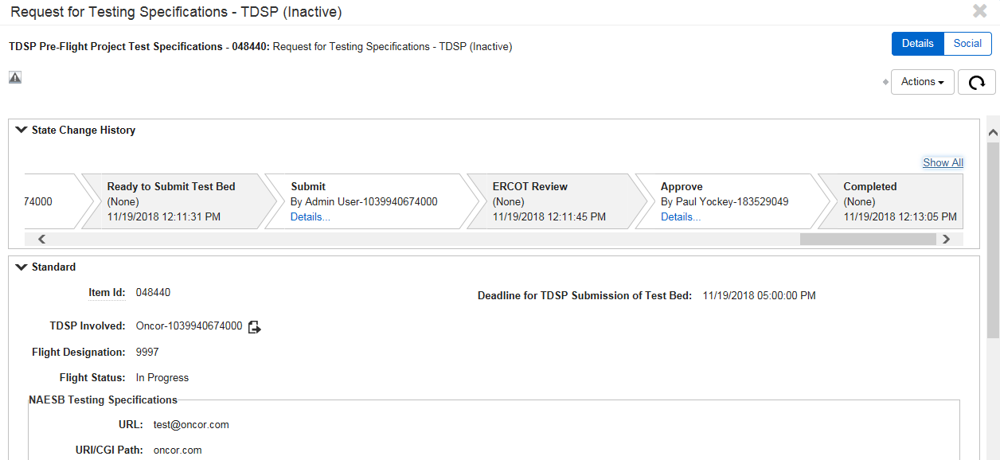 Request for Testing Specifications - TDSP (Inactive)
TDSP Pre-Flight Project Test Specifications - 048440: Request for Testing Specifications - TDSP (Inactive)
Details Social
Actions
State Change History
Show All
74000
Ready to Submit Test Bed
(None)
11/19/2018 12:11:31 PM
Submit
By Admin User-1039940674000
Details...
ERCOT Review
(None)
11/19/2018 12:11:45 PM
Approve
By Paul Yockey-183529049
Details...
Completed
(None)
11/19/2018 12:13:05 PM
Standard
Item Id: 048440
Deadline for TDSP Submission of Test Bed: 11/19/2018 05:00:00 PM
TDSP Involved: Oncor-1039940674000
Flight Designation: 9997
Flight Status: In Progress
NAESB Testing Specifications
URL: test@oncor.com
URI/CGI Path: oncor.com